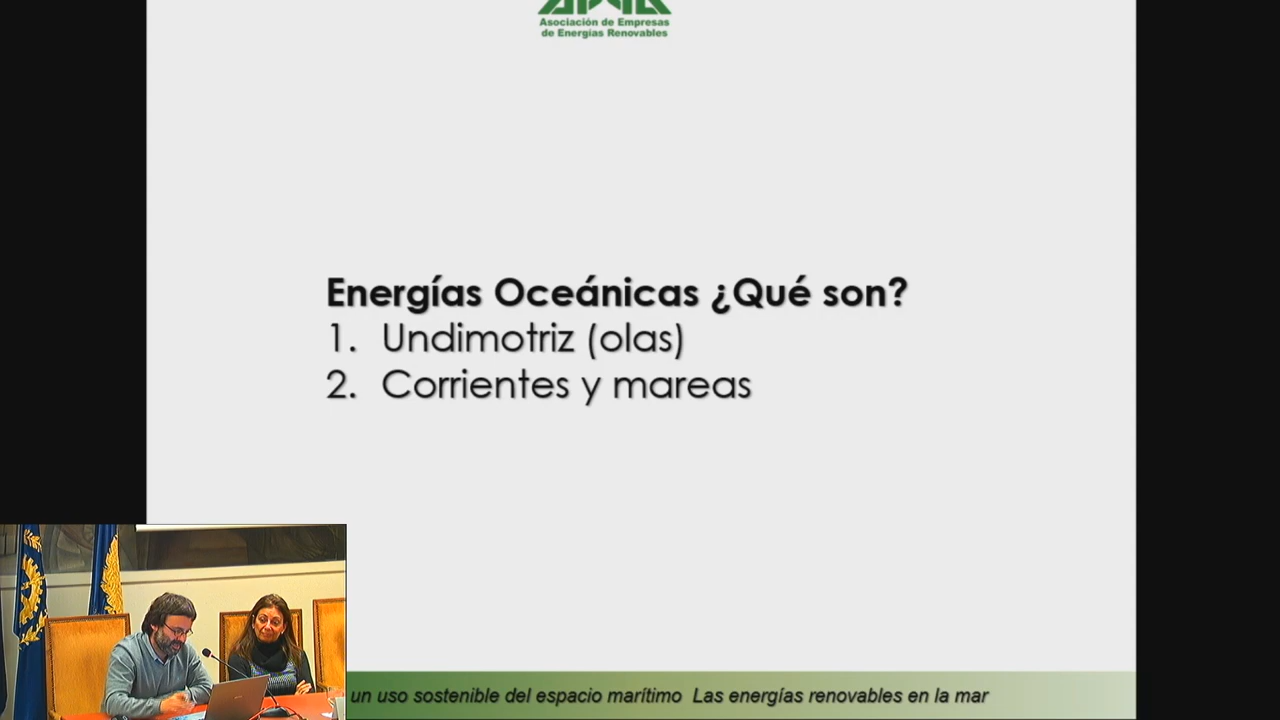 Asociación de Empresas
de Energías Renovables
Energías Oceánicas ¿Qué son?
1. Undimotriz (olas)
2. Corrientes y mareas
un uso sostenible del espacio marítimo Las energías renovables en la mar